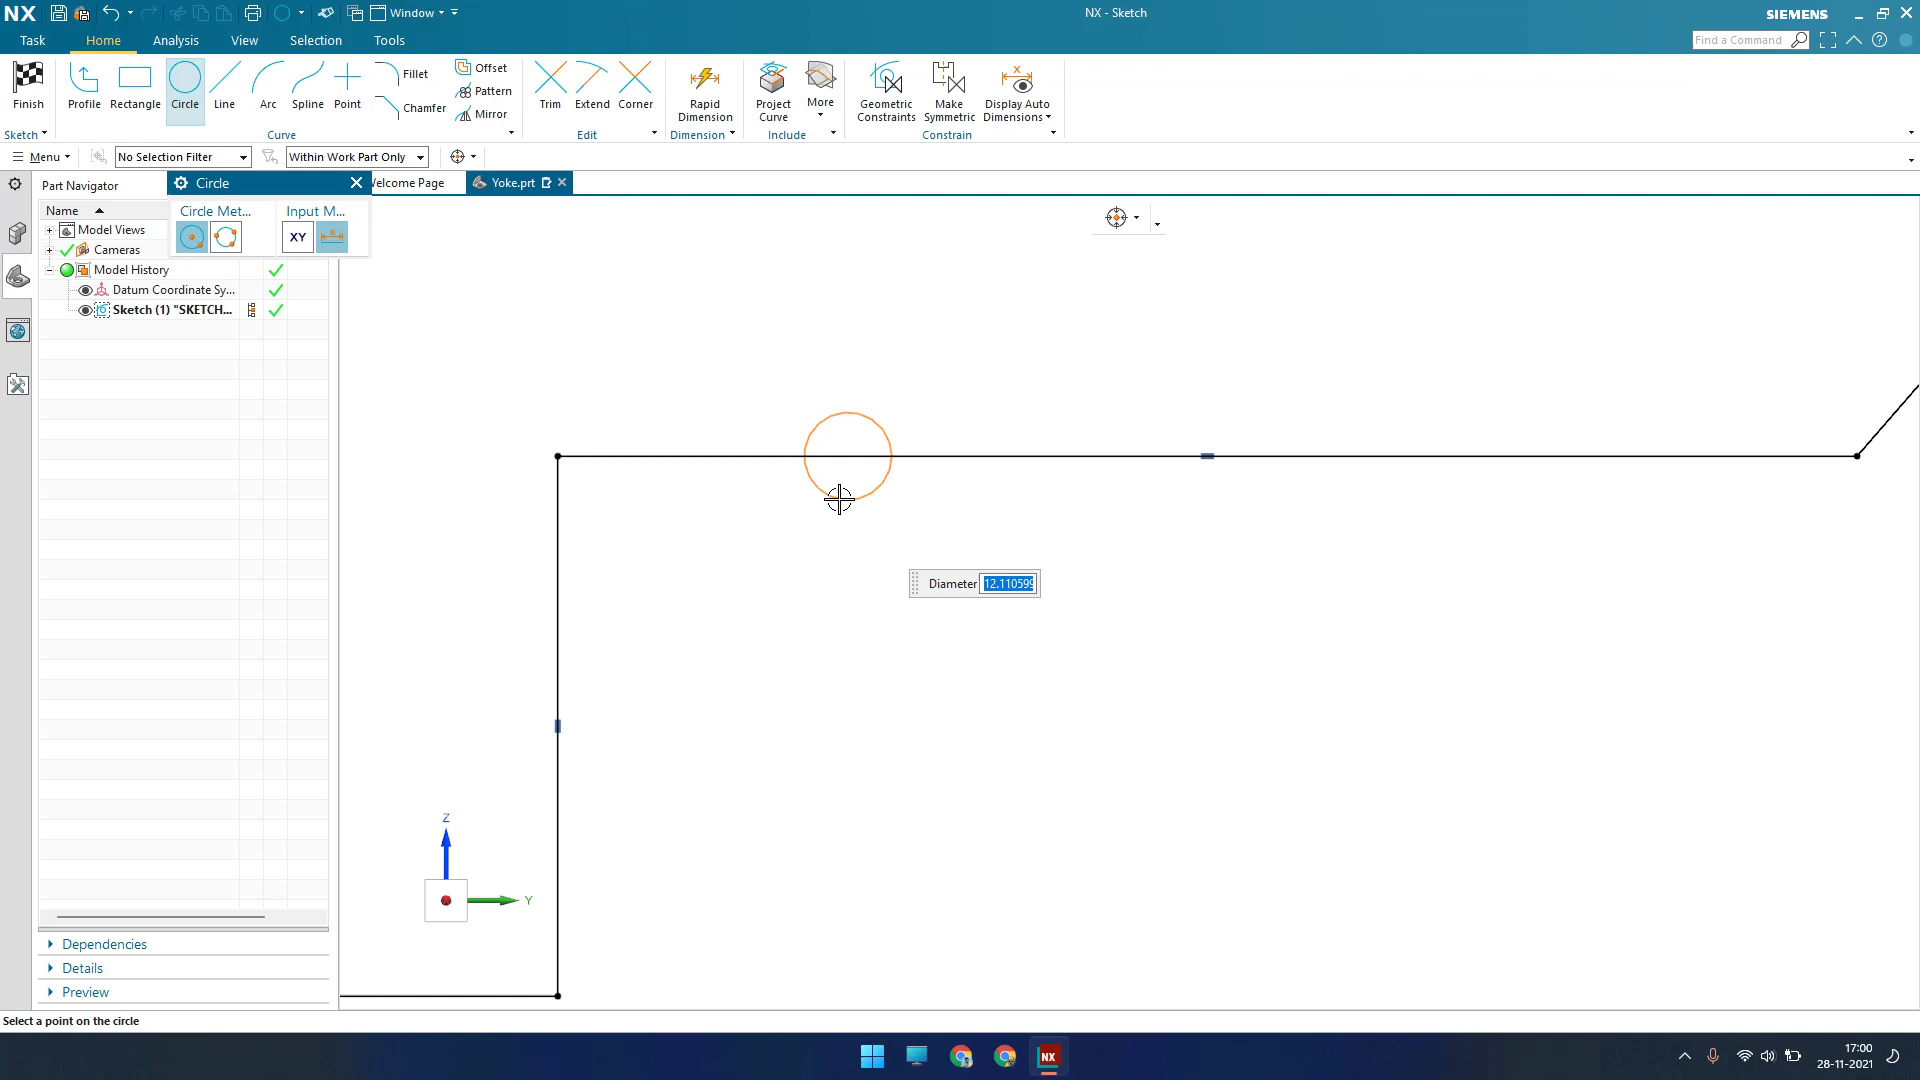 NX
Window
NX - Sketch
SIEMENS
Task
Home
Analysis
View
Selection
Tools
Find a Command
Finish
Profile
Rectangle
Circle
Line
Arc
Spline
Point
Fillet
Chamfer
Offset
Pattern
Mirror
Trim
Extend
Corner
Rapid
Dimension
Project
Curve
More
Geometric
Constraints
Make
Symmetric
Display Auto
Dimensions
Sketch
Curve
Edit
Dimension
Include
Constrain
Menu
No Selection Filter
Within Work Part Only
Part Navigator
Circle
elcome Page
Yoke.prt
Name
Circle Met...
Input M...
XY
Model Views
Cameras
Model History
Datum Coordinate Sy...
Sketch (1) "SKETCH...
Diameter 12.110599
Z
Y
Dependencies
Details
Preview
Select a point on the circle
NX
17:00
28-11-2021